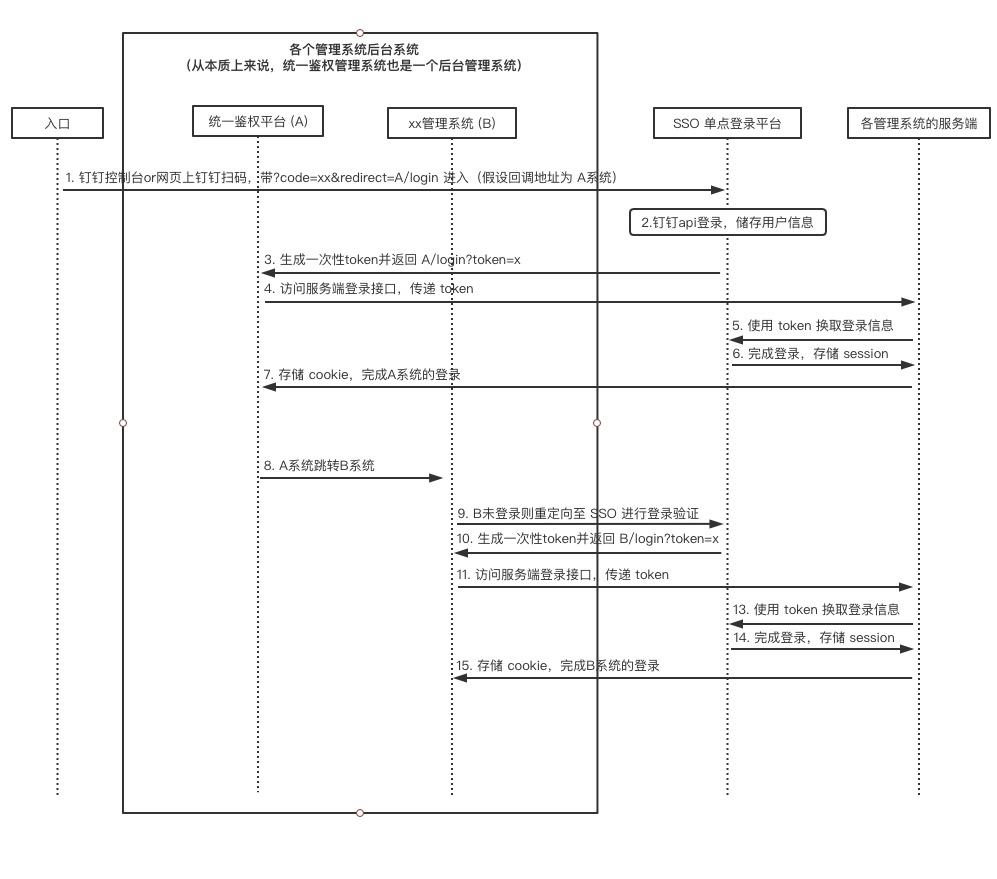 各个管理系统后台系统
（从本质上来说，统一鉴权管理系统也是一个后台管理系统）
入口
统一鉴权平台 (A)
xx管理系统 (B)
SSO 单点登录平台
各管理系统的服务端
1. 钉钉控制台or网页上钉钉扫码，带?code=xx&redirect=A/login 进入（假设回调地址为 A系统）
2.钉钉api登录，储存用户信息
3. 生成一次性token并返回 A/login?token=x
4. 访问服务端登录接口，传递 token
5. 使用 token 换取登录信息
6. 完成登录，存储 session
7. 存储 cookie，完成A系统的登录
8. A系统跳转B系统
9. B未登录则重定向至 SSO 进行登录验证
10. 生成一次性token并返回 B/login?token=x
11. 访问服务端登录接口，传递 token
13. 使用 token 换取登录信息
14. 完成登录，存储 session
15. 存储 cookie，完成B系统的登录